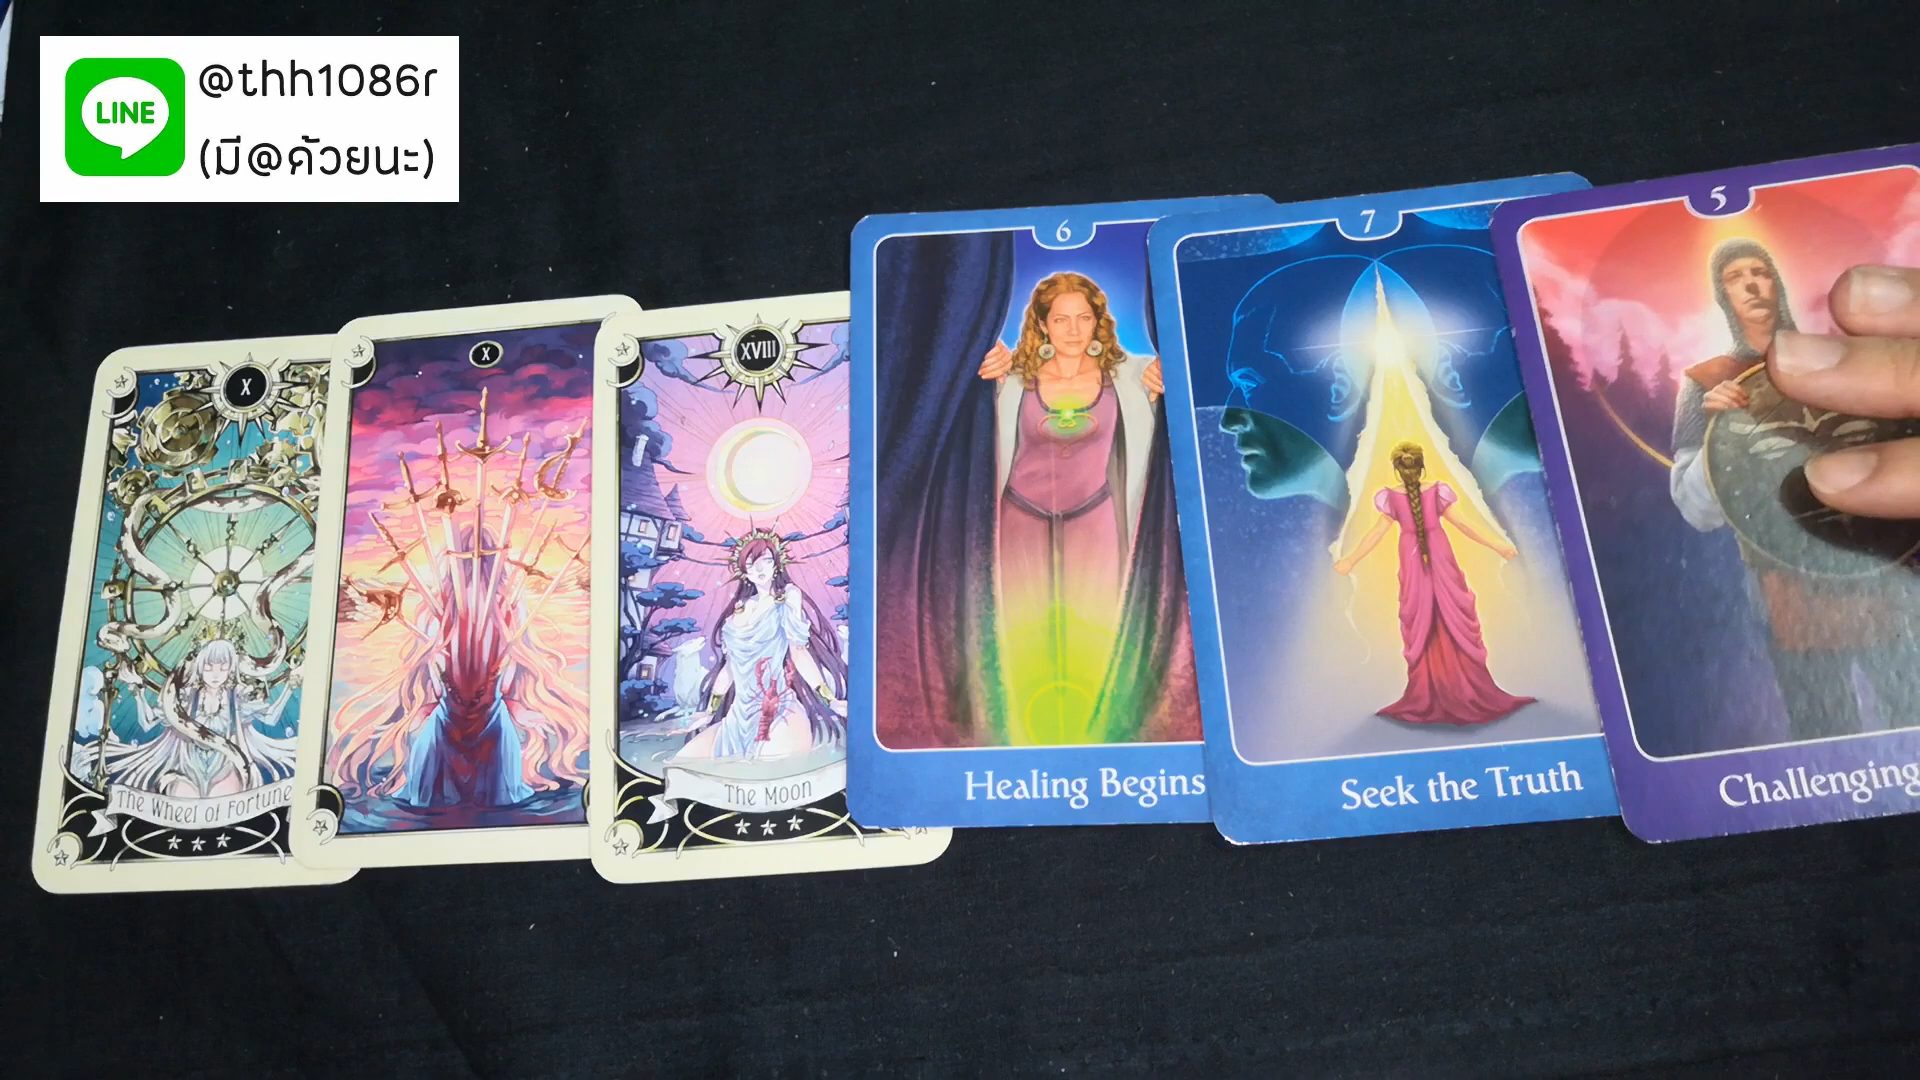 LINE
@thh1086r
(มี@ด้วยนะ)
X
The Wheel of Fortune
X
XVIII
The Moon
6
Healing Begins
7
Seek the Truth
5
Challenging